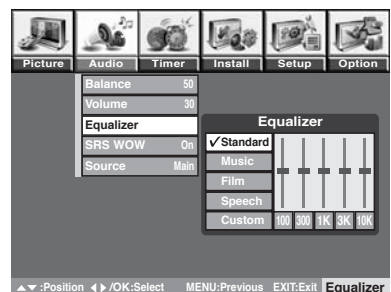 Picture Audio Timer Install Setup Option
Balance 50
Volume 30
Equalizer
SRS WOW On
Source Main
Equalizer
✓Standard
Music
Film
Speech
Custom
100 300 1K 3K 10K
▲▼ :Position ◀ ▶ /OK:Select MENU:Previous EXIT:Exit Equalizer